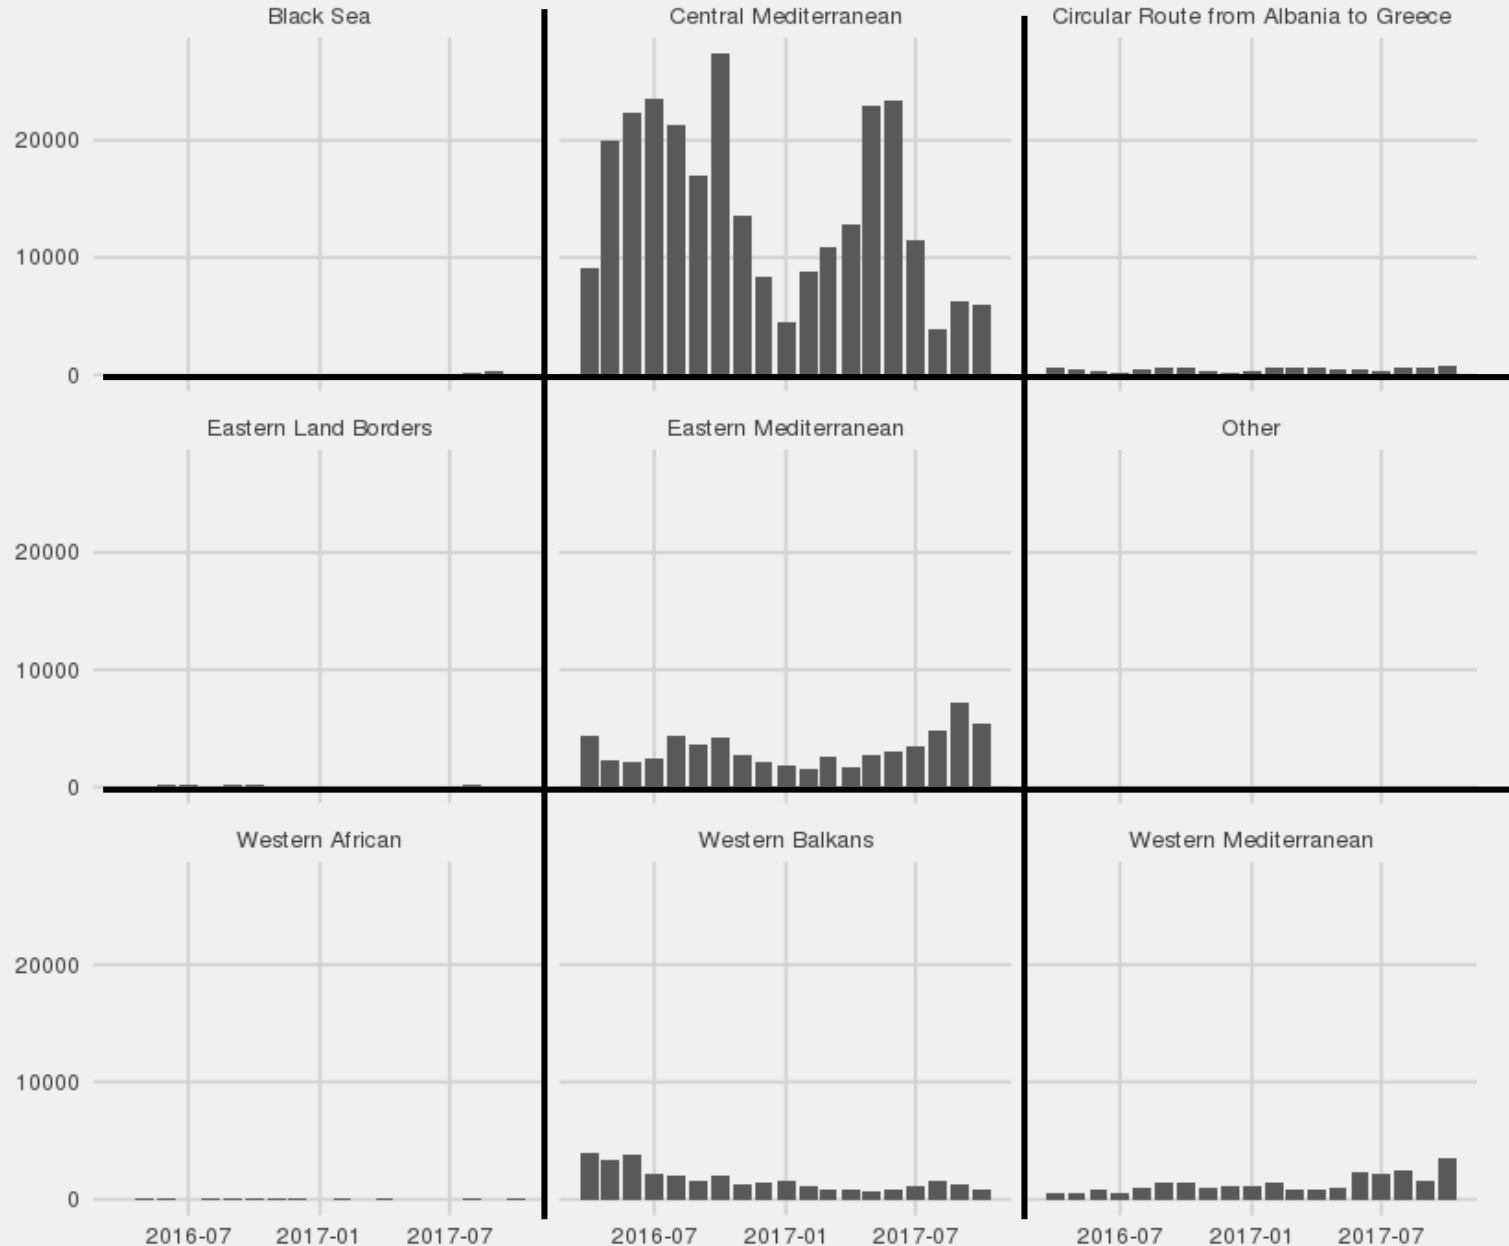 Black Sea
Central Mediterranean
Circular Route from Albania to Greece
20000
10000
0
Eastern Land Borders
Eastern Mediterranean
Other
20000
10000
0
Western African
Western Balkans
Western Mediterranean
20000
10000
0
2016-07 2017-01 2017-07
2016-07 2017-01 2017-07
2016-07 2017-01 2017-07